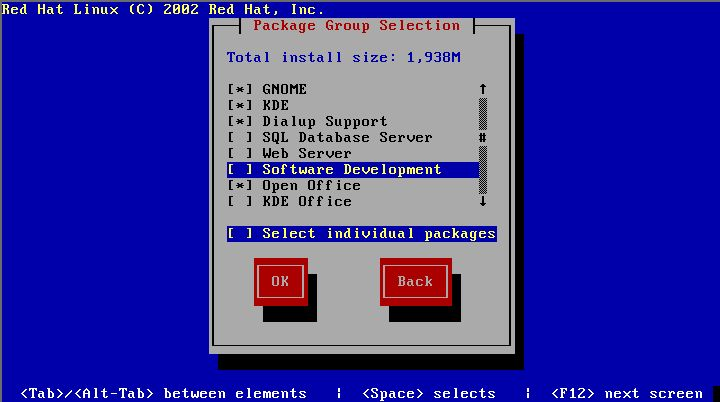 Red Hat Linux (C) 2002 Red Hat, Inc.
Package Group Selection
Total install size: 1,938M
[*] GNOME ↑
[*] KDE
[*] Dialup Support
[ ] SQL Database Server #
[ ] Web Server
[ ] Software Development
[*] Open Office
[ ] KDE Office ↓
[ ] Select individual packages
OK Back
<Tab>/<Alt-Tab> between elements | <Space> selects | <F12> next screen